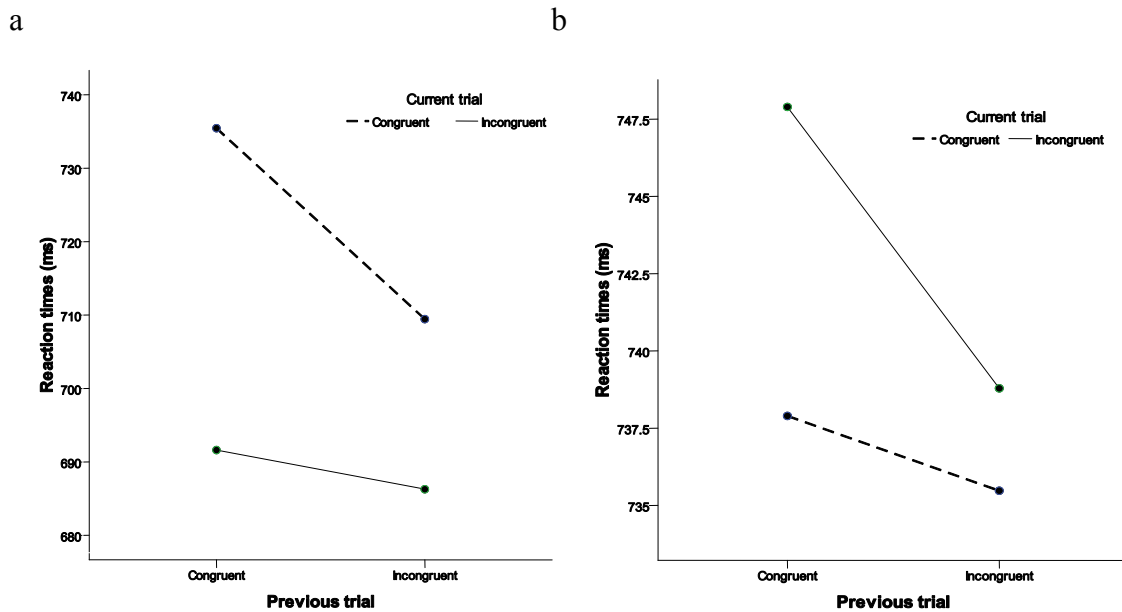 a
Current trial
Congruent Incongruent
740
730
720
710
700
690
680
Reaction times (ms)
Congruent Incongruent
Previous trial
b
Current trial
Congruent Incongruent
747.5
745
742.5
740
737.5
735
Reaction times (ms)
Congruent Incongruent
Previous trial